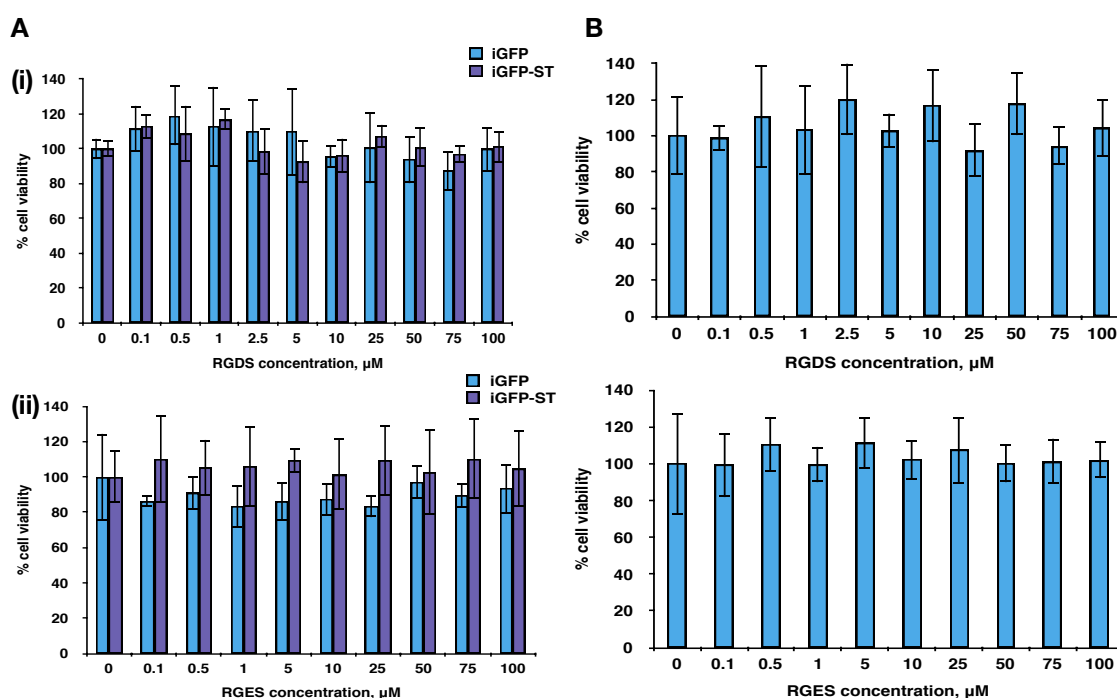 A
iGFP
iGFP-ST
(i)
140
120
100
80
60
40
20
0
% cell viability
0 0.1 0.5 1 2.5 5 10 25 50 75 100
RGDS concentration, µM
(ii)
iGFP
iGFP-ST
140
120
100
80
60
40
20
0
% cell viability
0 0.1 0.5 1 5 10 25 50 75 100
RGES concentration, µM
B
140
120
100
80
60
40
20
0
% cell viability
0 0.1 0.5 1 2.5 5 10 25 50 75 100
RGDS concentration, µM
140
120
100
80
60
40
20
0
% cell viability
0 0.1 0.5 1 5 10 25 50 75 100
RGES concentration, µM